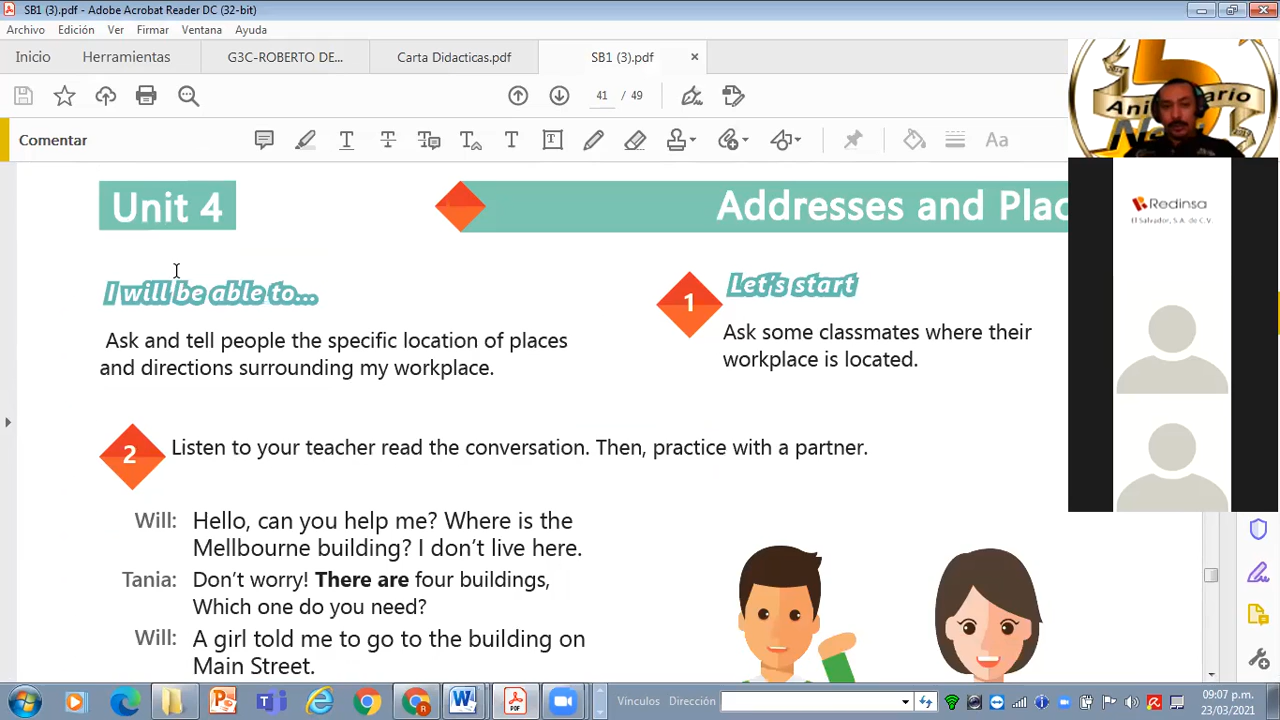 SB1 (3).pdf - Adobe Acrobat Reader DC (32-bit)
Archivo Edición Ver Firmar Ventana Ayuda
Inicio Herramientas G3C-ROBERTO DE... Carta Didacticas.pdf SB1 (3).pdf
41 / 49
Comentar
Aa
5
Aniversario
Redinsa
El Salvador, S.A. de C.V.
Unit 4
Addresses and Plac
I will be able to...
Ask and tell people the specific location of places
and directions surrounding my workplace.
1
Let's start
Ask some classmates where their
workplace is located.
2
Listen to your teacher read the conversation. Then, practice with a partner.
Will: Hello, can you help me? Where is the
Mellbourne building? I don't live here.
Tania: Don't worry! There are four buildings,
Which one do you need?
Will: A girl told me to go to the building on
Main Street.
Vínculos Dirección
09:07 p.m.
23/03/2021